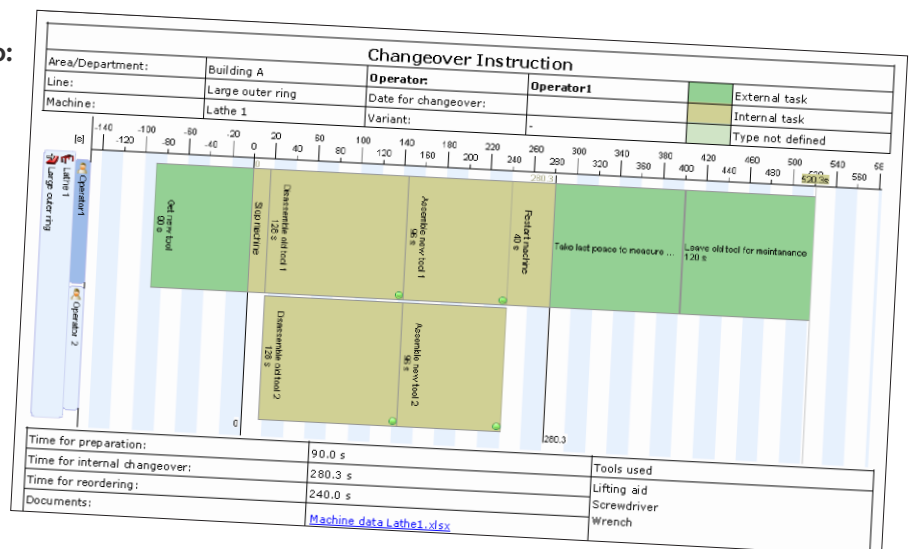 o:
Changeover Instruction
Area/Department:
Building A
Operator:
Operator1
External task
Line:
Large outer ring
Date for changeover:
Internal task
Machine:
Lathe 1
Variant:
-
Type not defined
[s]
-140 -120 -100 -80 -60 -40 -20 0 20 40 60 80 100 120 140 160 180 200 220 240 260 280 300 320 340 360 380 400 420 440 460 480 500 520 540 560
520.3s
0
280.3
Large outer ring
Lathe 1
Operator1
Get new tool
90 s
Stop machine
Disassemble old tool 1
128 s
Assemble new tool 1
96 s
Restart machine
40 s
Take last peace to measure ...
Leave old tool for maintanance
120 s
Operator 2
Disassemble old tool 2
128 s
Assemble new tool 2
96 s
0
280.3
Time for preparation:
90.0 s
Time for internal changeover:
280.3 s
Time for reordering:
240.0 s
Documents:
Machine data Lathe1.xlsx
Tools used
Lifting aid
Screwdriver
Wrench